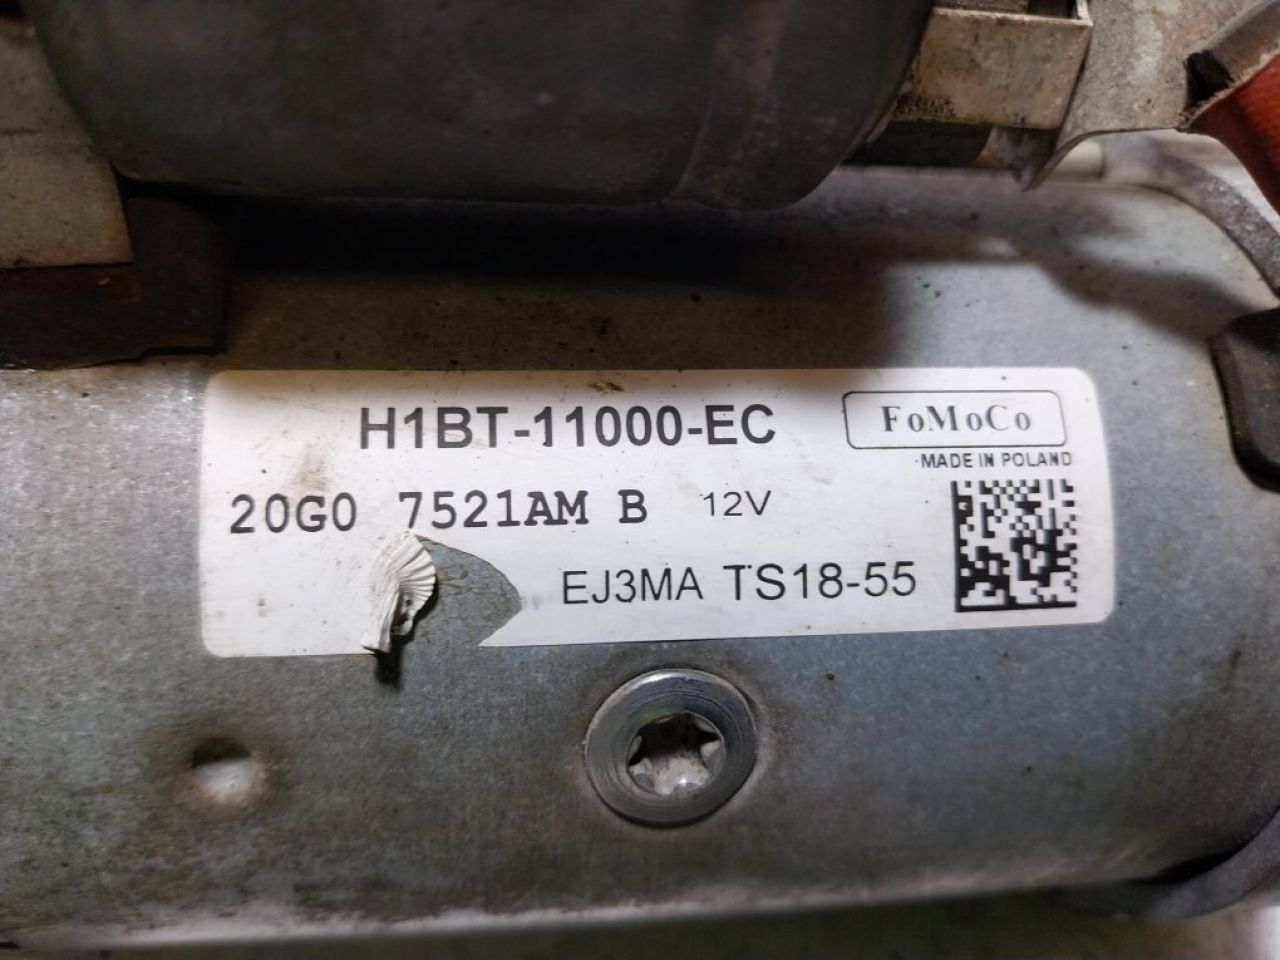 H1BT-11000-EC
FoMoCo
MADE IN POLAND
20G0 7521AM B 12V
EJ3MA TS18-55